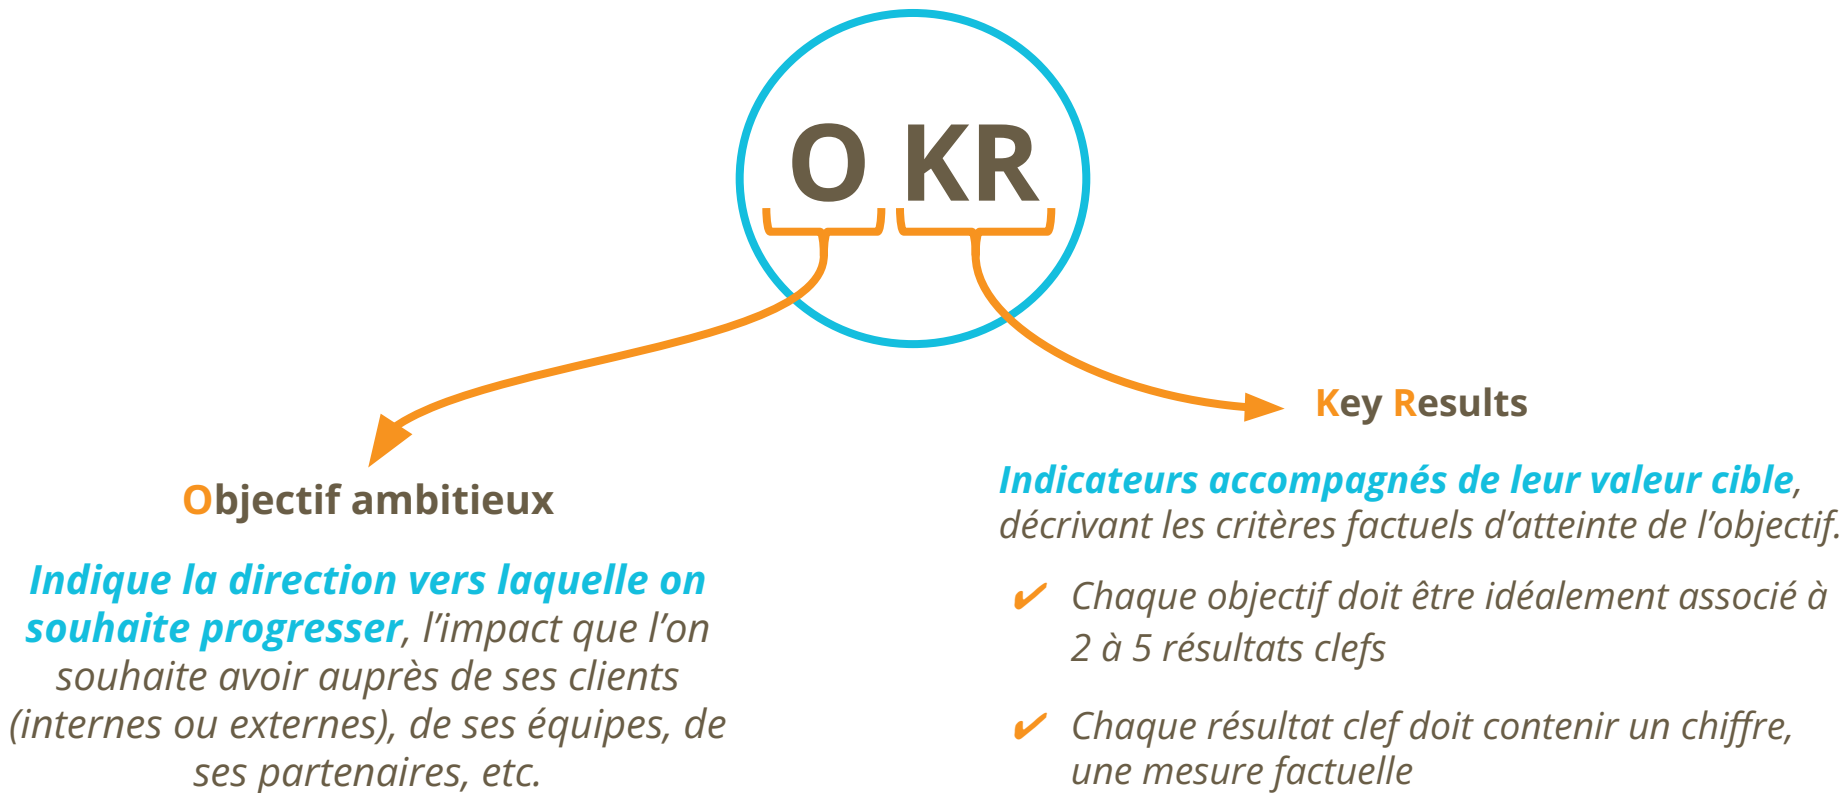 O KR
Objectif ambitieux
Indique la direction vers laquelle on
souhaite progresser, l’impact que l’on
souhaite avoir auprès de ses clients
(internes ou externes), de ses équipes, de
ses partenaires, etc.
Key Results
Indicateurs accompagnés de leur valeur cible,
décrivant les critères factuels d’atteinte de l’objectif.
✔ Chaque objectif doit être idéalement associé à
2 à 5 résultats clefs
✔ Chaque résultat clef doit contenir un chiffre,
une mesure factuelle